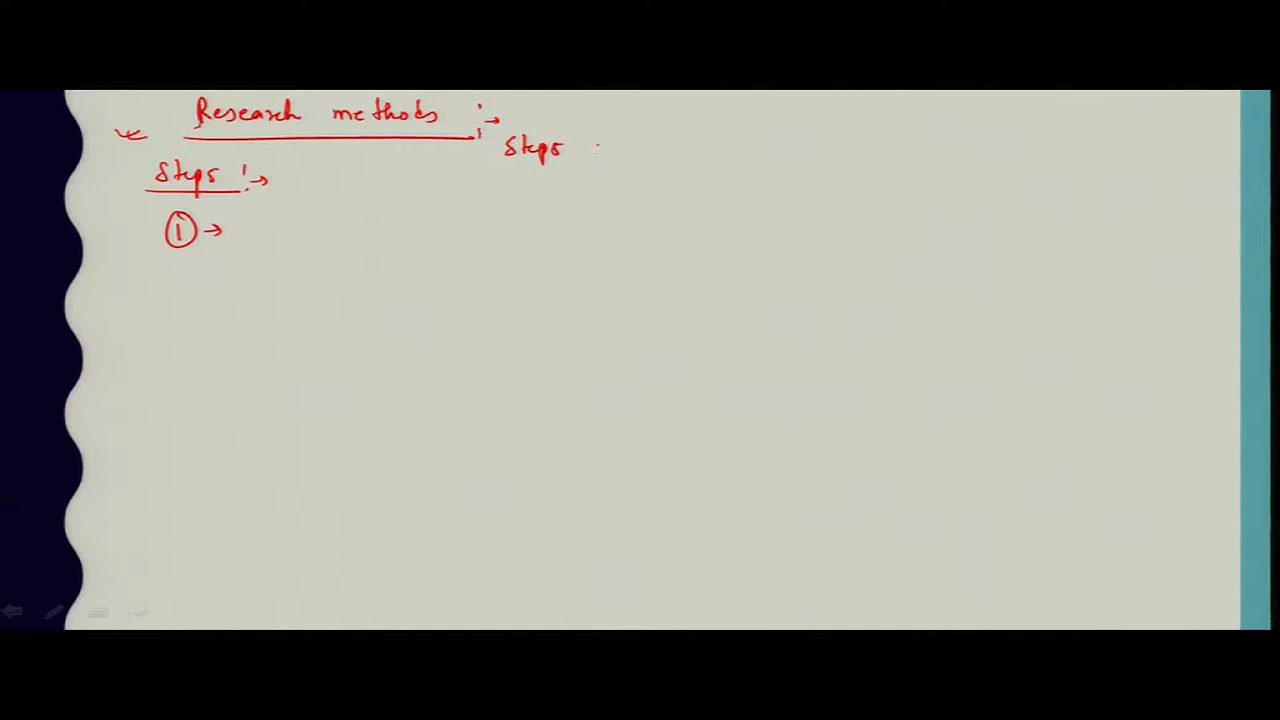 Research methods :→
Steps
Steps :→
① →